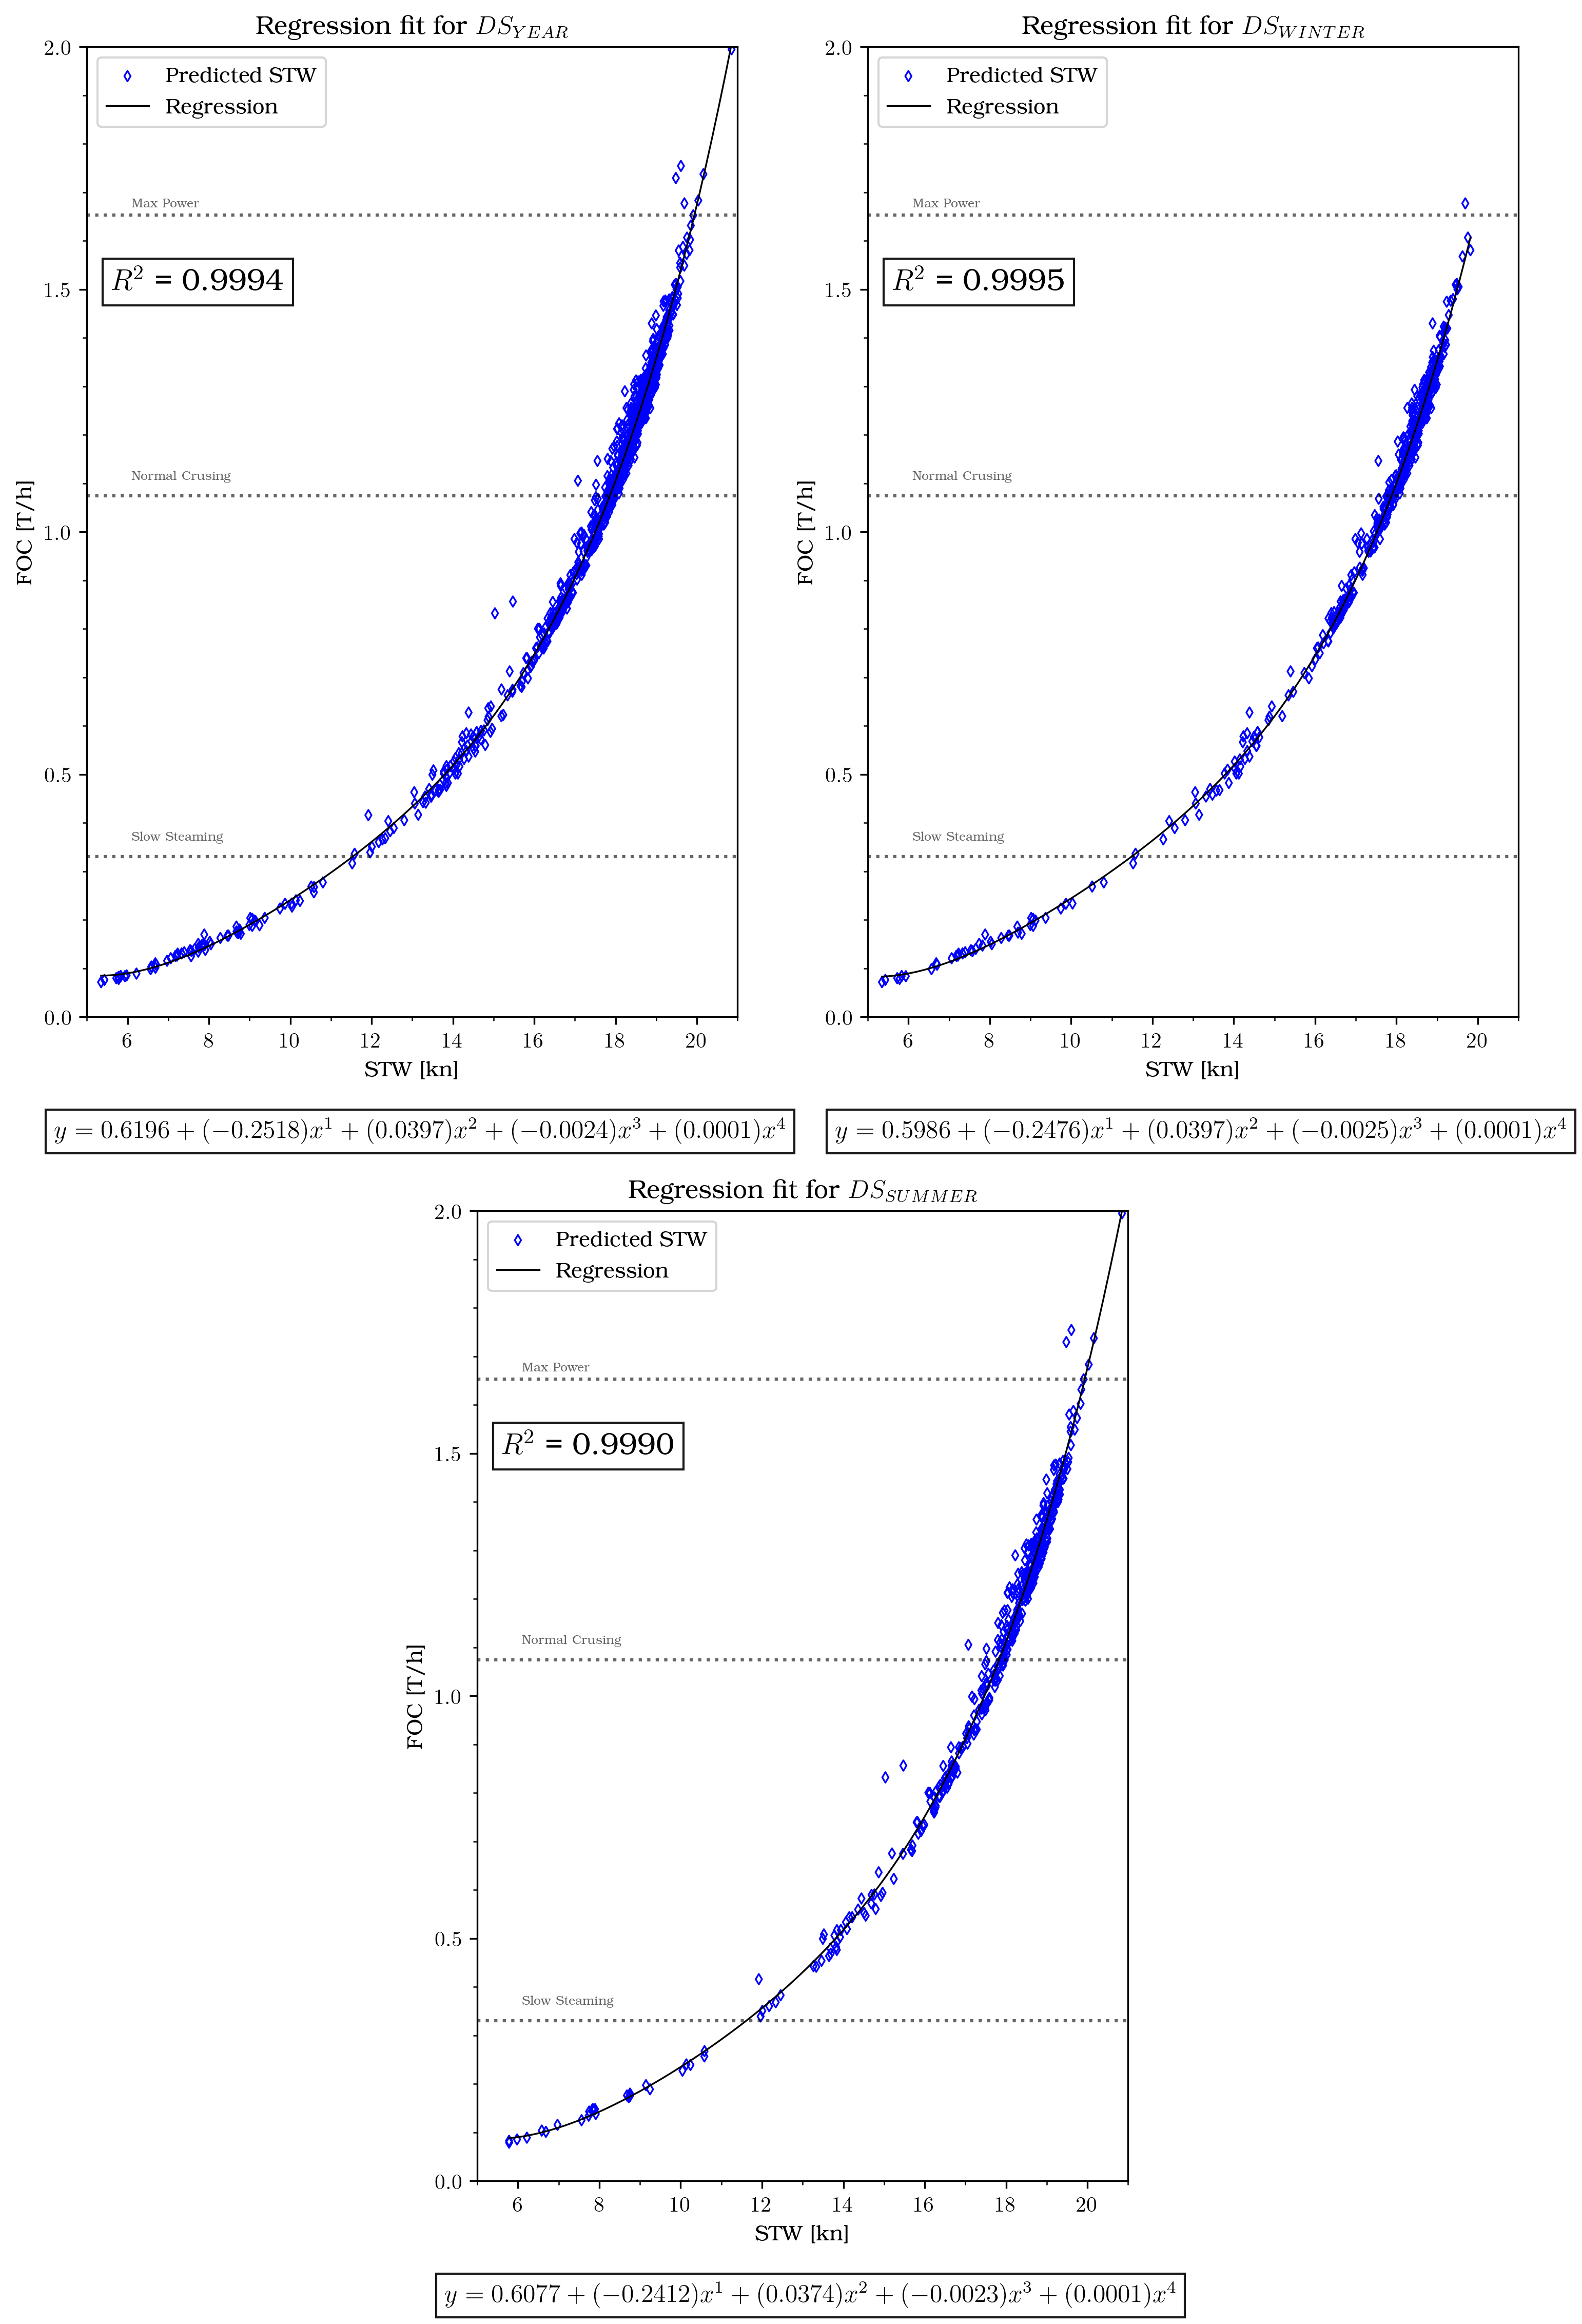 Regression fit for DS_YEAR
Predicted STW
Regression
Max Power
R² = 0.9994
Normal Crusing
Slow Steaming
FOC [T/h]
2.0
1.5
1.0
0.5
0.0
6 8 10 12 14 16 18 20
STW [kn]
y = 0.6196 + (−0.2518)x¹ + (0.0397)x² + (−0.0024)x³ + (0.0001)x⁴
Regression fit for DS_WINTER
Predicted STW
Regression
Max Power
R² = 0.9995
Normal Crusing
Slow Steaming
FOC [T/h]
2.0
1.5
1.0
0.5
0.0
6 8 10 12 14 16 18 20
STW [kn]
y = 0.5986 + (−0.2476)x¹ + (0.0397)x² + (−0.0025)x³ + (0.0001)x⁴
Regression fit for DS_SUMMER
Predicted STW
Regression
Max Power
R² = 0.9990
Normal Crusing
Slow Steaming
FOC [T/h]
2.0
1.5
1.0
0.5
0.0
6 8 10 12 14 16 18 20
STW [kn]
y = 0.6077 + (−0.2412)x¹ + (0.0374)x² + (−0.0023)x³ + (0.0001)x⁴